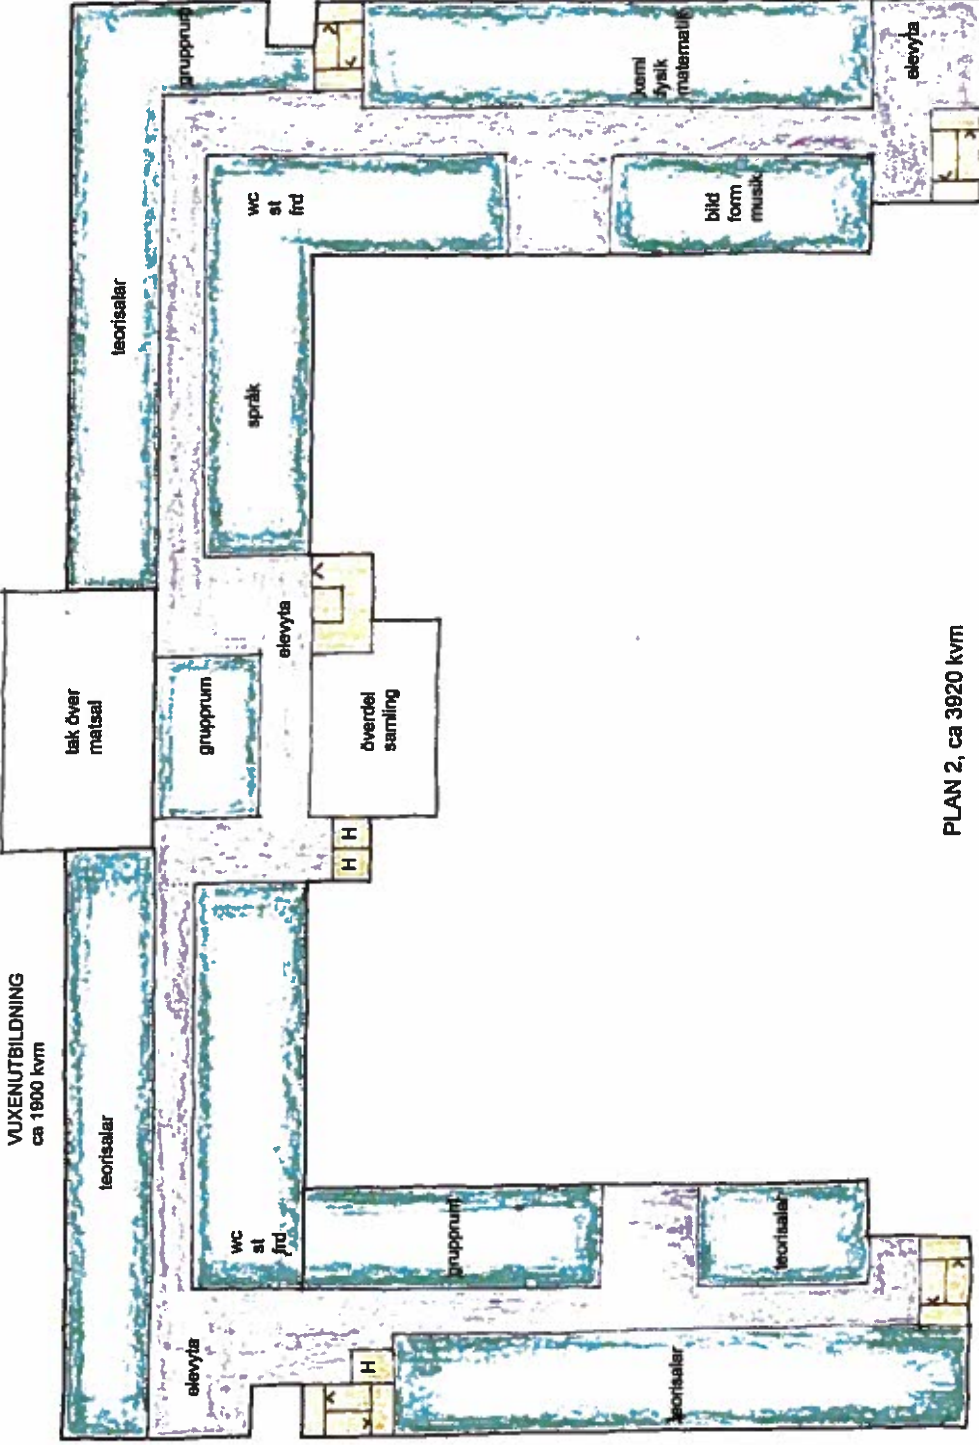 VUXENUTBILDNING
ca 1900 kvm
tak över
matsal
teorisalar
teorisalar
grupprum
elevyta
grupprum
wc
st
frd
språk
wc
st
frd
elevyta
H H
H
överdel
samling
grupprum
kemi
fysik
matematik
teorisalar
bild
form
musik
teorisalar
elevyta
PLAN 2, ca 3920 kvm